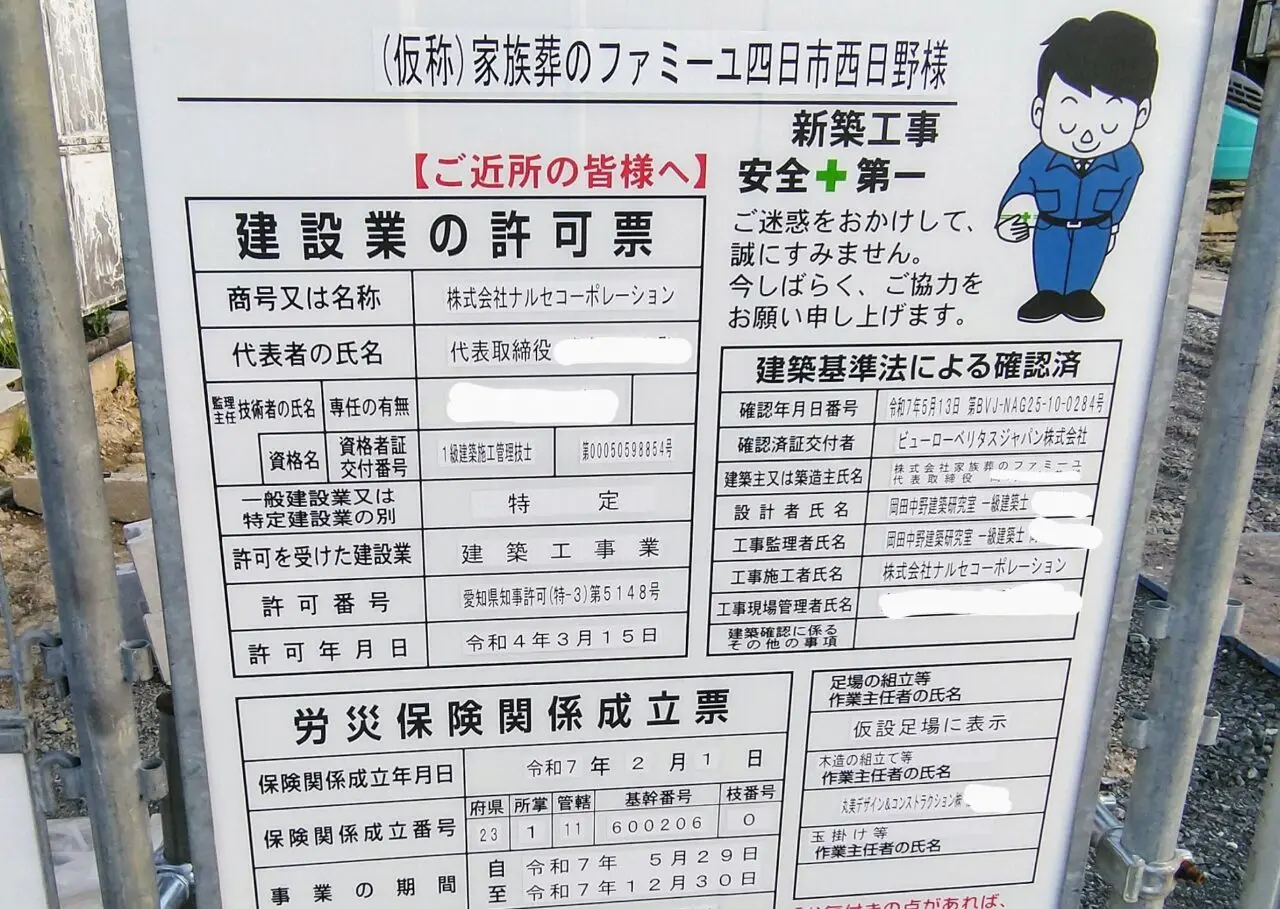 (仮称)家族葬のファミーユ四日市西日野様
新築工事
【ご近所の皆様へ】
安全+第一
ご迷惑をおかけして、
誠にすみません。
今しばらく、ご協力を
お願い申し上げます。
建設業の許可票
商号又は名称 株式会社ナルセコーポレーション
代表者の氏名 代表取締役
監理
主任 技術者の氏名 専任の有無
資格名 資格者証
交付番号 1級建築施工管理技士 第00050598854号
一般建設業又は
特定建設業の別 特定
許可を受けた建設業 建築工事業
許可番号 愛知県知事許可(特-3)第5148号
許可年月日 令和4年3月15日
建築基準法による確認済
確認年月日番号 令和7年5月13日 第BVJ-NAG25-10-0284号
確認済証交付者 ビューローベリタスジャパン株式会社
建築主又は築造主氏名 株式会社家族葬のファミーユ
代表取締役
設計者氏名 岡田中野建築研究室 一級建築士
工事監理者氏名 岡田中野建築研究室 一級建築士
工事施工者氏名 株式会社ナルセコーポレーション
工事現場管理者氏名
建築確認に係る
その他の事項
労災保険関係成立票
保険関係成立年月日 令和7年2月1日
府県 所掌 管轄 基幹番号 枝番号
保険関係成立番号 23 1 11 600206 0
事業の期間 自 令和7年 5月29日
至 令和7年12月30日
足場の組立等
作業主任者の氏名
仮設足場に表示
木造の組立て等
作業主任者の氏名
丸美デザイン&コンストラクション㈱
玉掛け等
作業主任者の氏名
の点があれば、